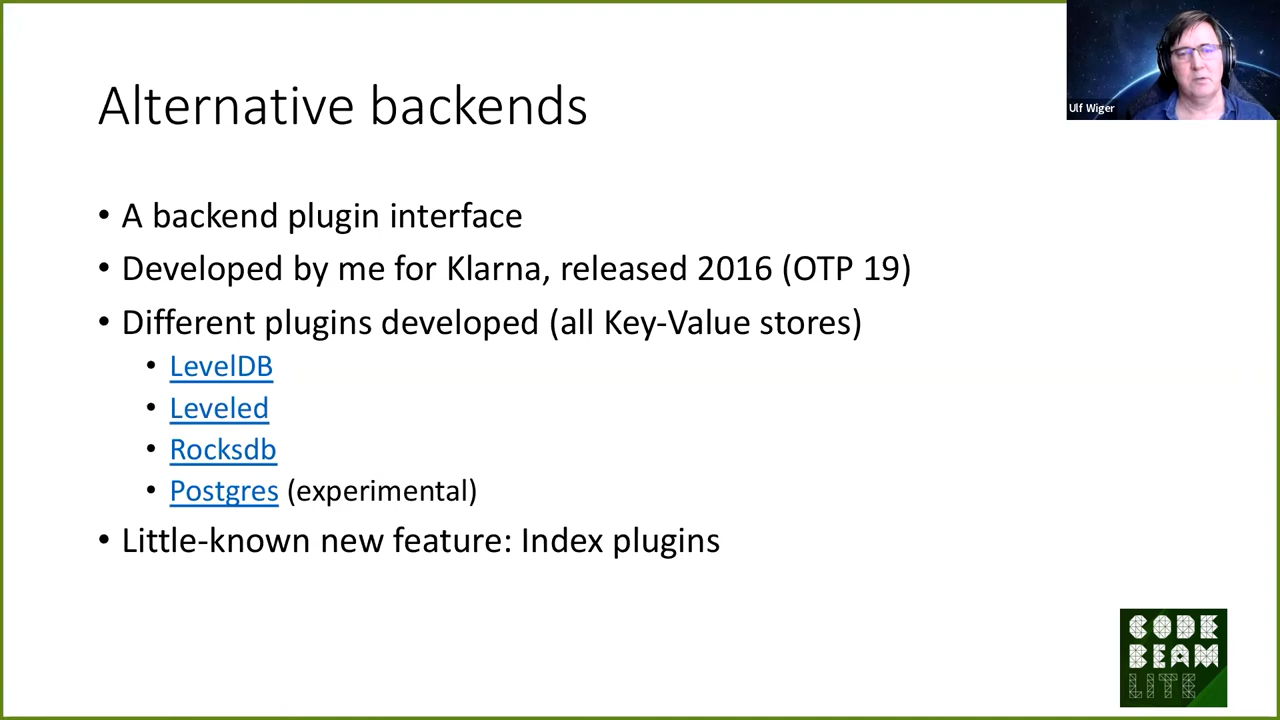 Alternative backends
Ulf Wiger
• A backend plugin interface
• Developed by me for Klarna, released 2016 (OTP 19)
• Different plugins developed (all Key-Value stores)
• LevelDB
• Leveled
• Rocksdb
• Postgres (experimental)
• Little-known new feature: Index plugins
CODE
BEAM
LITE